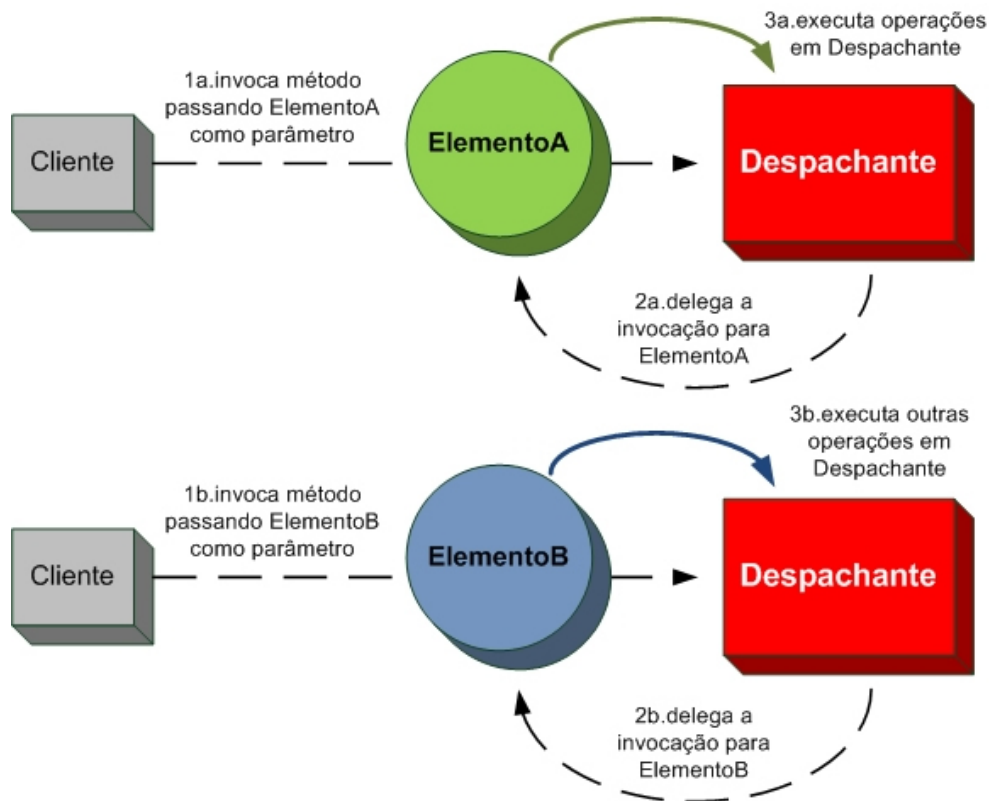 3a.executa operações
em Despachante
1a.invoca método
passando ElementoA
como parâmetro
Cliente
ElementoA
Despachante
2a.delega a
invocação para
ElementoA
3b.executa outras
operações em
Despachante
1b.invoca método
passando ElementoB
como parâmetro
Cliente
ElementoB
Despachante
2b.delega a
invocação para
ElementoB